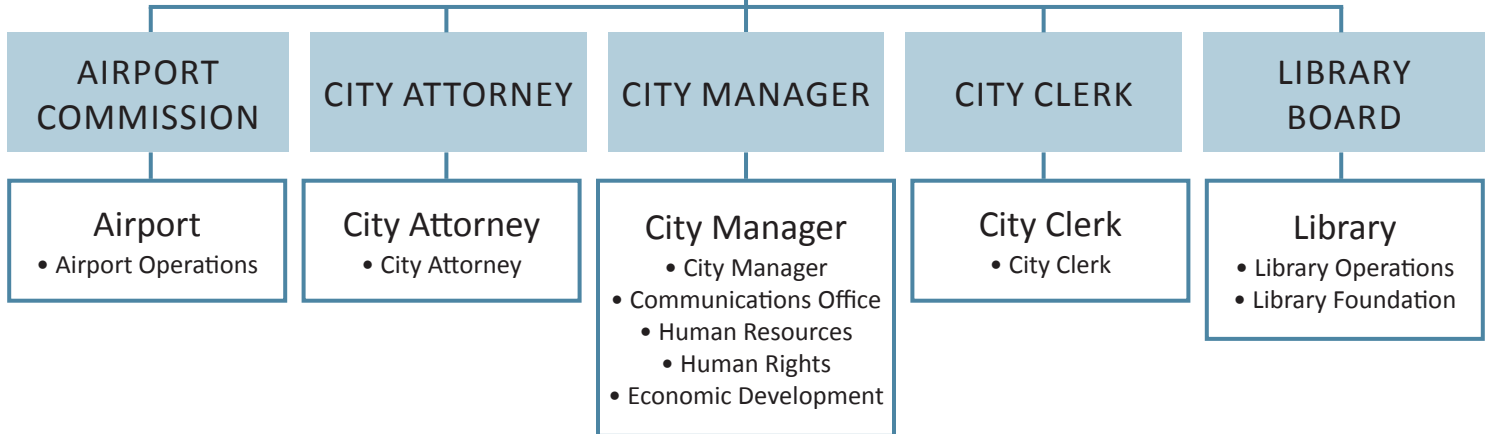 AIRPORT
COMMISSION
CITY ATTORNEY
CITY MANAGER
CITY CLERK
LIBRARY
BOARD
Airport
• Airport Operations
City Attorney
• City Attorney
City Manager
• City Manager
• Communications Office
• Human Resources
• Human Rights
• Economic Development
City Clerk
• City Clerk
Library
• Library Operations
• Library Foundation